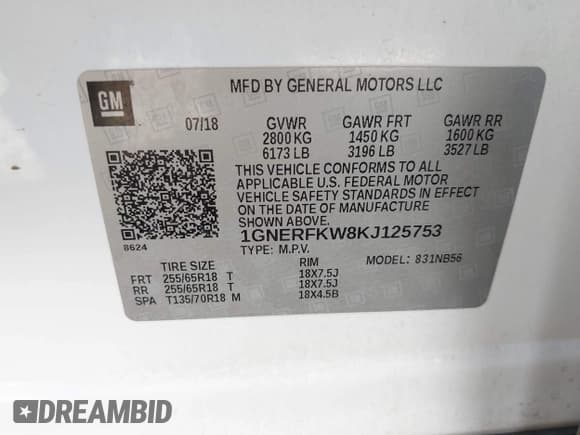 GM
MFD BY GENERAL MOTORS LLC
07/18 GVWR GAWR FRT GAWR RR
2800 KG 1450 KG 1600 KG
6173 LB 3196 LB 3527 LB
THIS VEHICLE CONFORMS TO ALL
APPLICABLE U.S. FEDERAL MOTOR
VEHICLE SAFETY STANDARDS IN EFFECT
ON THE DATE OF MANUFACTURE
SHOWN ABOVE.
8624
1GNERFKW8KJ125753
TYPE: M.P.V. MODEL: 831NB56
TIRE SIZE RIM
FRT 255/65R18 T 18X7.5J
RR 255/65R18 T 18X7.5J
SPA T135/70R18 M 18X4.5B
DREAMBID